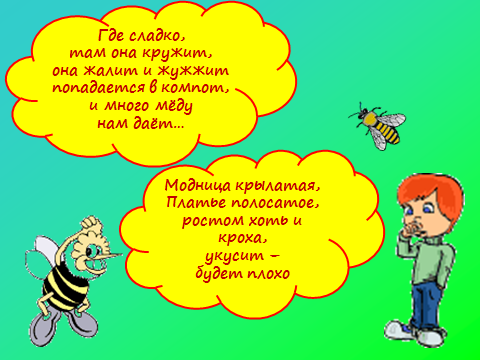 Где сладко,
там она кружит,
она жалит и жужжит
попадается в компот,
и много мёду
нам даёт...
Модница крылатая,
Платье полосатое,
ростом хоть и
кроха,
укусит –
будет плохо